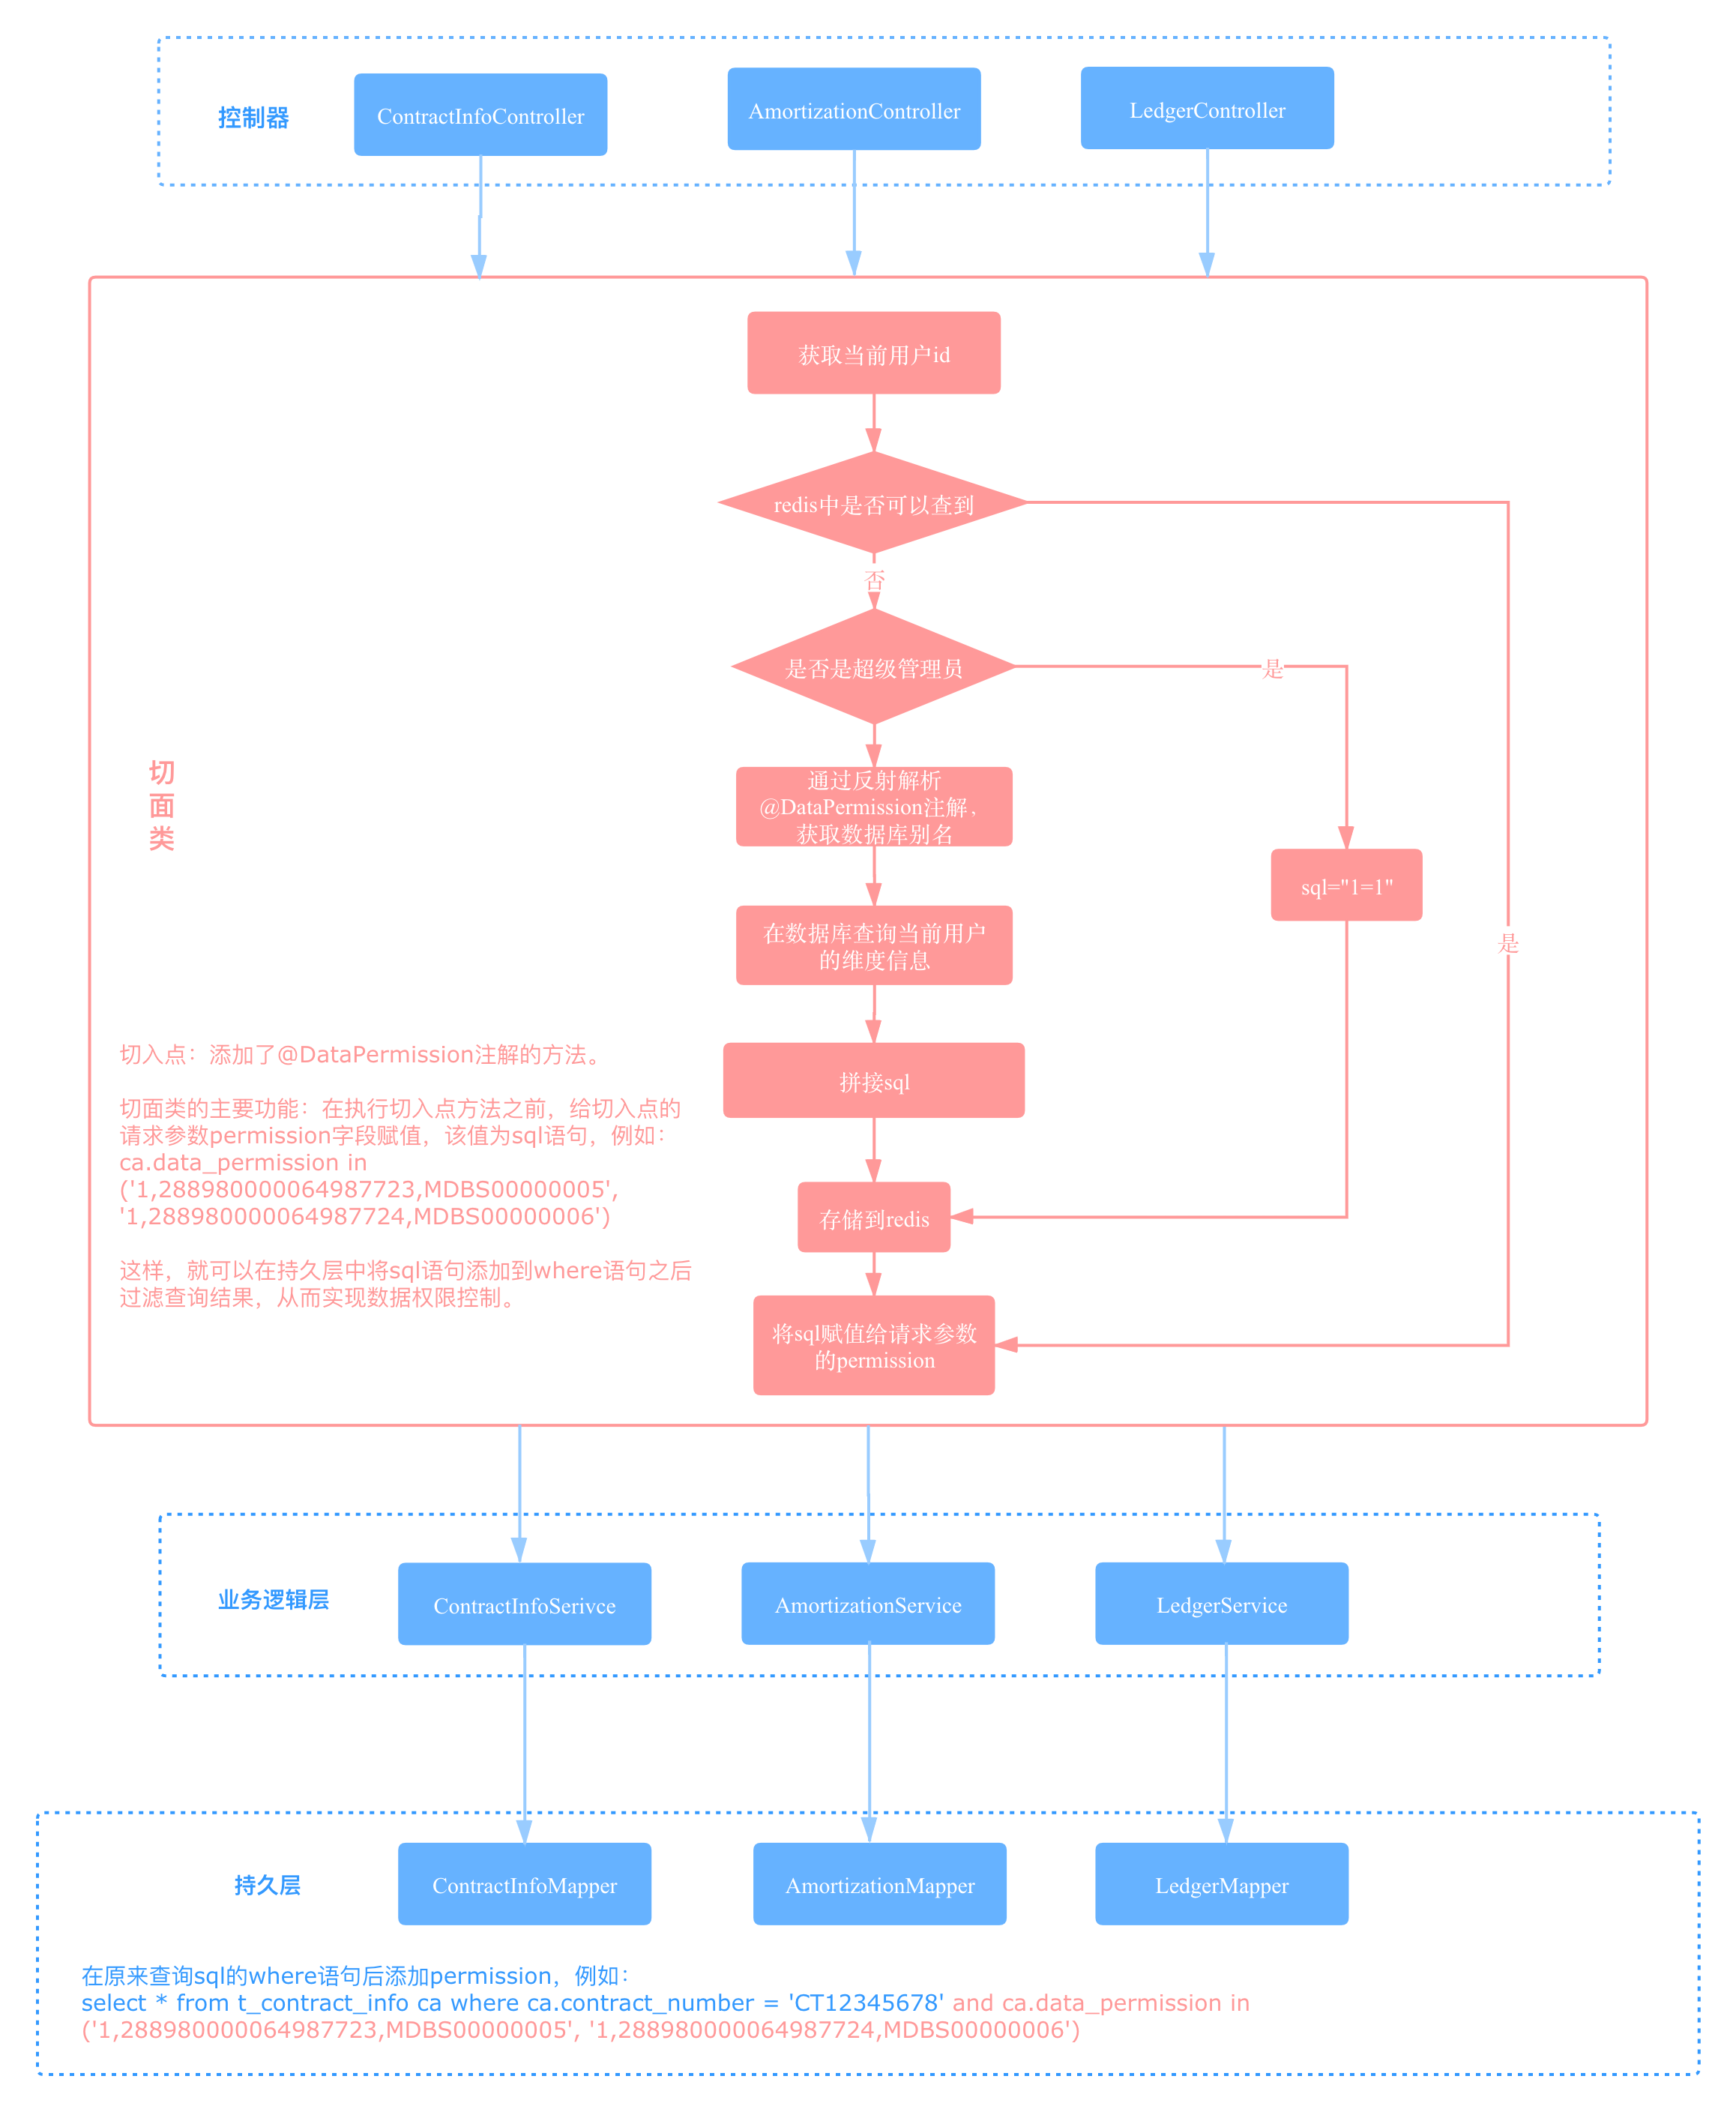 控制器
ContractInfoController
AmortizationController
LedgerController
获取当前用户id
redis中是否可以查到
否
是否是超级管理员
是
通过反射解析
@DataPermission注解，
获取数据库别名
sql="1=1"
是
切
面
类
在数据库查询当前用户
的维度信息
拼接sql
切入点：添加了@DataPermission注解的方法。
切面类的主要功能：在执行切入点方法之前，给切入点的
请求参数permission字段赋值，该值为sql语句，例如：
ca.data_permission in
('1,288980000064987723,MDBS00000005',
'1,288980000064987724,MDBS00000006')
这样，就可以在持久层中将sql语句添加到where语句之后
过滤查询结果，从而实现数据权限控制。
存储到redis
将sql赋值给请求参数
的permission
业务逻辑层
ContractInfoSerivce
AmortizationService
LedgerService
持久层
ContractInfoMapper
AmortizationMapper
LedgerMapper
在原来查询sql的where语句后添加permission，例如：
select * from t_contract_info ca where ca.contract_number = 'CT12345678' and ca.data_permission in
('1,288980000064987723,MDBS00000005', '1,288980000064987724,MDBS00000006')